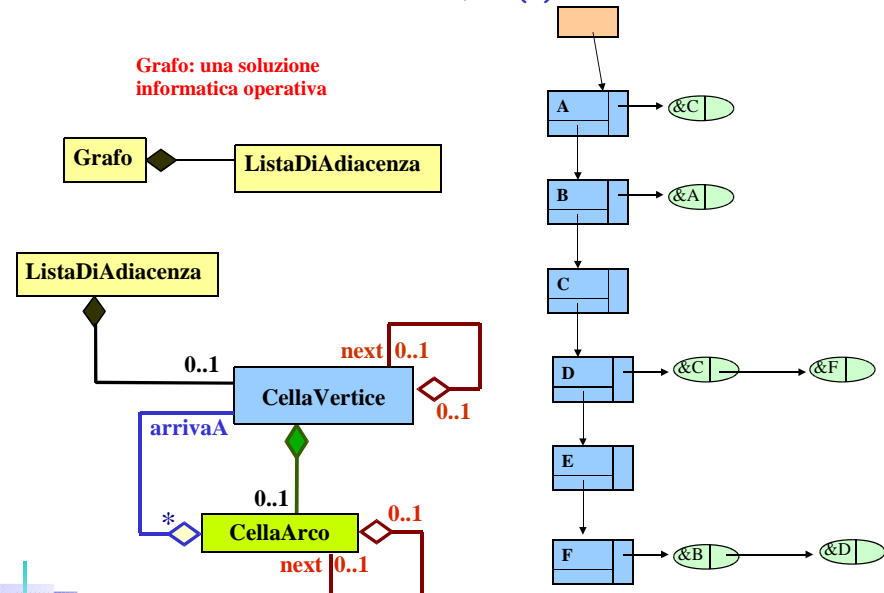 Grafo: una soluzione
informatica operativa
Grafo
ListaDiAdiacenza
ListaDiAdiacenza
0..1
next 0..1
CellaVertice
0..1
arrivaA
0..1
*
CellaArco
0..1
next 0..1
A
&C
B
&A
C
D
&C
&F
E
F
&B
&D